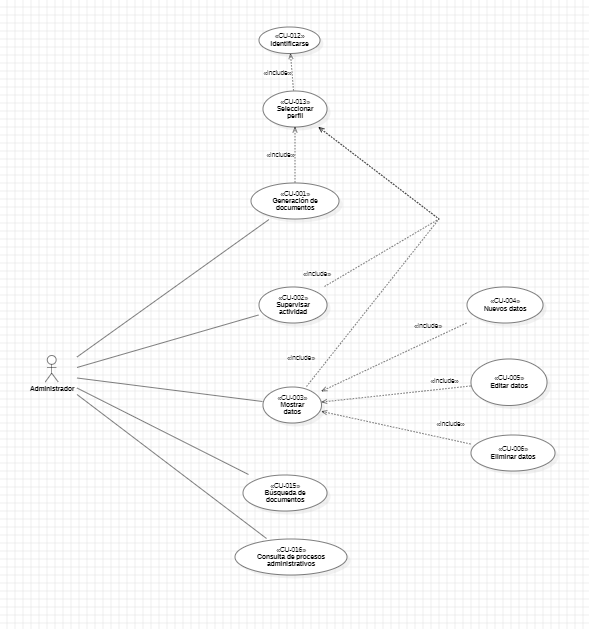 «CU-012»
Identificarse
«include»
«CU-013»
Seleccionar
perfil
«include»
«CU-001»
Generación de
documentos
«include»
«CU-002»
Supervisar
actividad
«CU-004»
Nuevos datos
«include»
«include»
Administrador
«CU-003»
Mostrar
datos
«include»
«CU-005»
Editar datos
«include»
«CU-006»
Eliminar datos
«CU-015»
Búsqueda de
documentos
«CU-016»
Consulta de procesos
administrativos